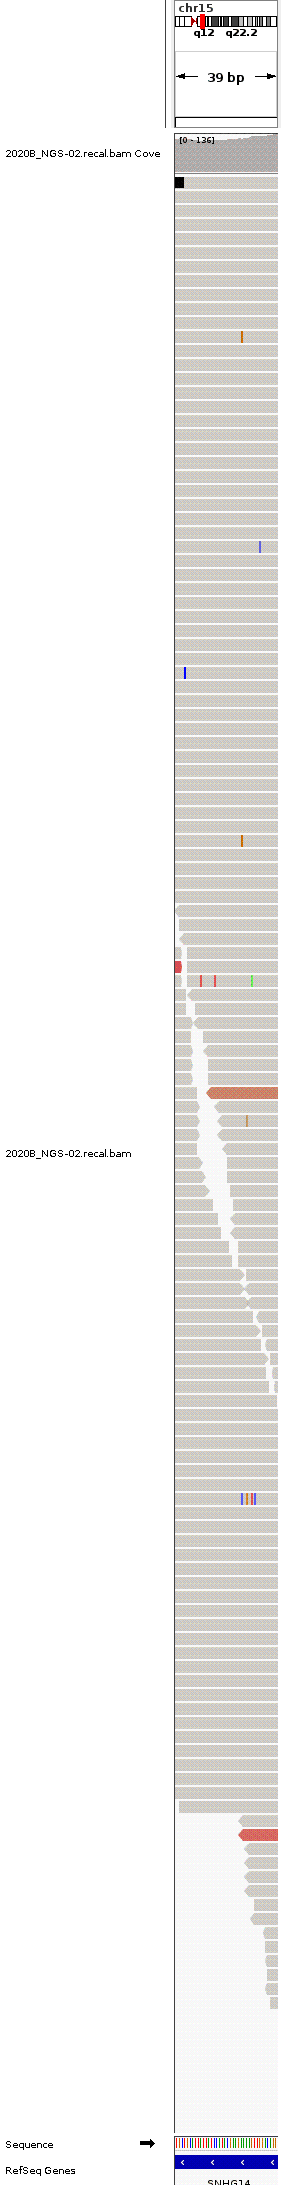 chr15
q12 q22.2
39 bp
[0 - 136]
2020B_NGS-02.recal.bam Cove
2020B_NGS-02.recal.bam
Sequence
RefSeq Genes
SNHG14